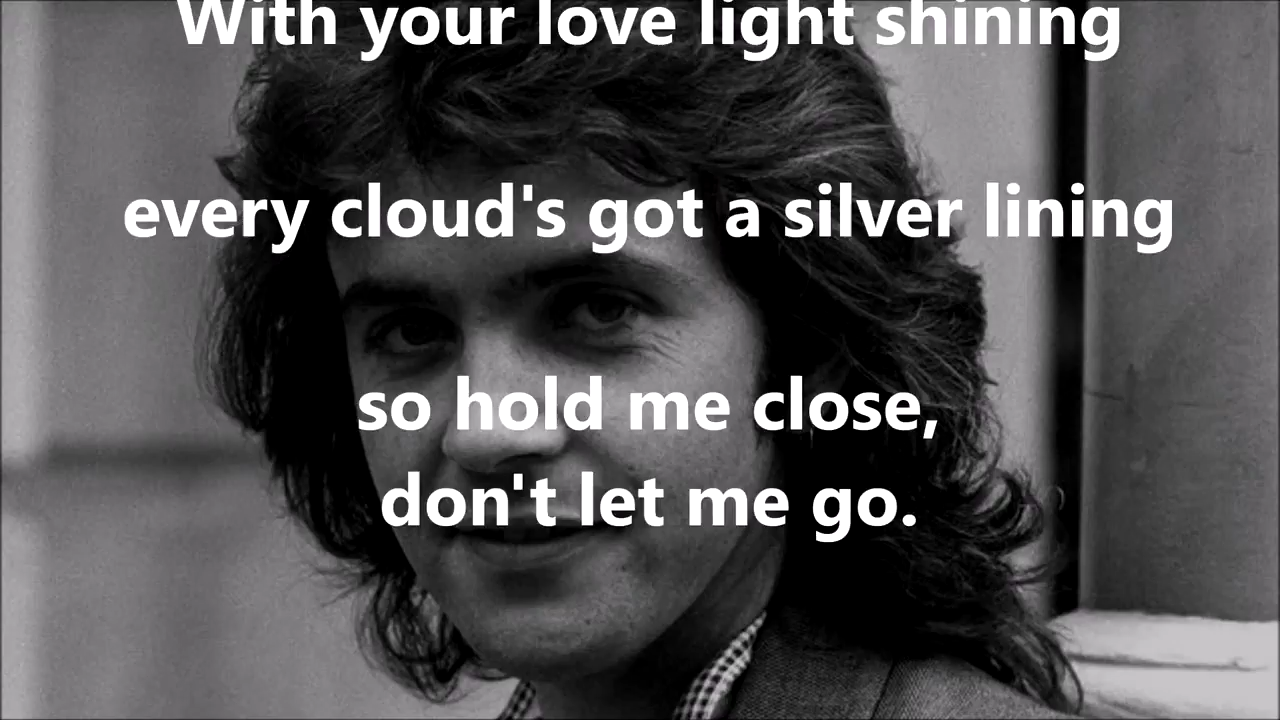 With your love light shining
every cloud's got a silver lining
so hold me close,
don't let me go.